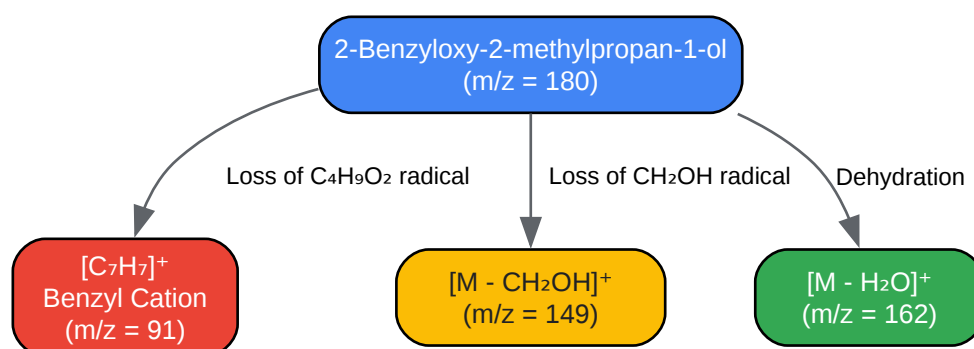 2-Benzyloxy-2-methylpropan-1-ol
(m/z = 180)
Loss of C₄H₉O₂ radical
Loss of CH₂OH radical
Dehydration
[C₇H₇]⁺
Benzyl Cation
(m/z = 91)
[M - CH₂OH]⁺
(m/z = 149)
[M - H₂O]⁺
(m/z = 162)